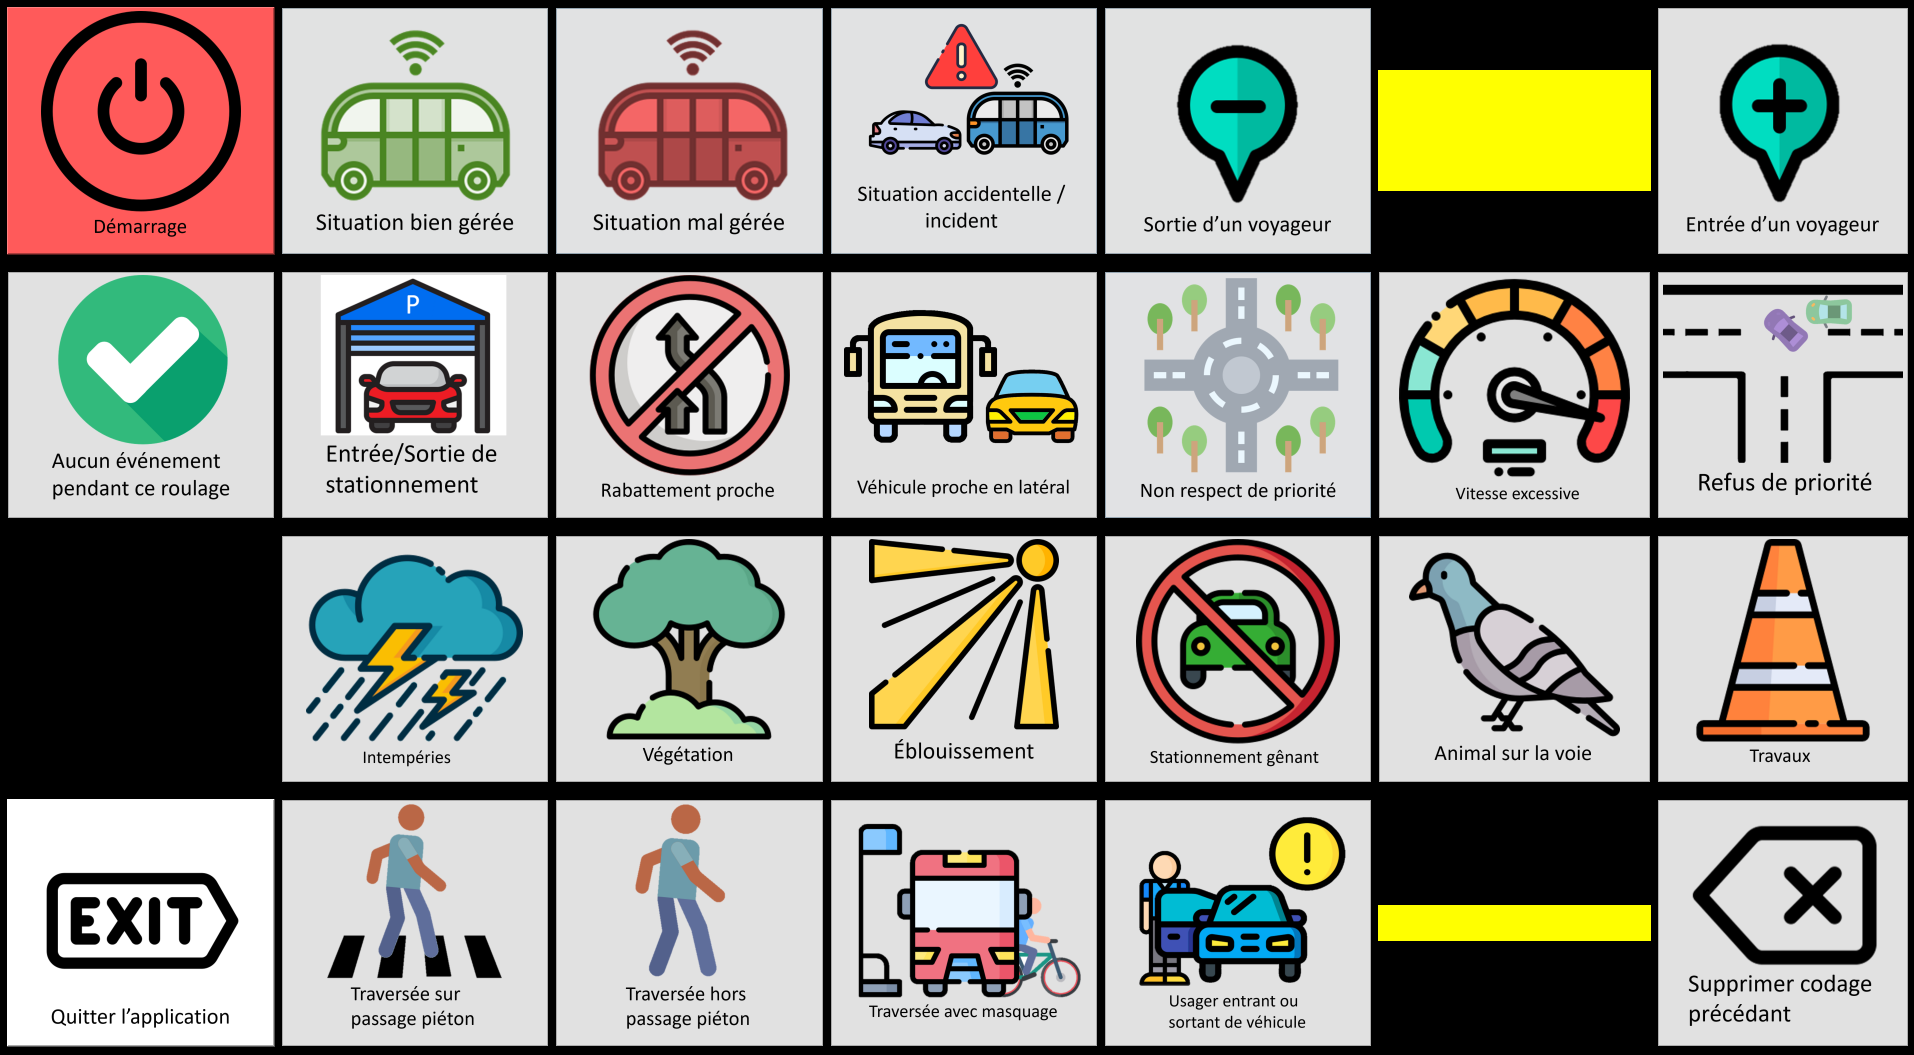 Démarrage
Situation bien gérée
Situation mal gérée
Situation accidentelle /
incident
Sortie d’un voyageur
Entrée d’un voyageur
P
Aucun événement
pendant ce roulage
Entrée/Sortie de
stationnement
Rabattement proche
Véhicule proche en latéral
Non respect de priorité
Vitesse excessive
Refus de priorité
Intempéries
Végétation
Éblouissement
Stationnement gênant
Animal sur la voie
Travaux
EXIT
Quitter l’application
Traversée sur
passage piéton
Traversée hors
passage piéton
Traversée avec masquage
Usager entrant ou
sortant de véhicule
Supprimer codage
précédant